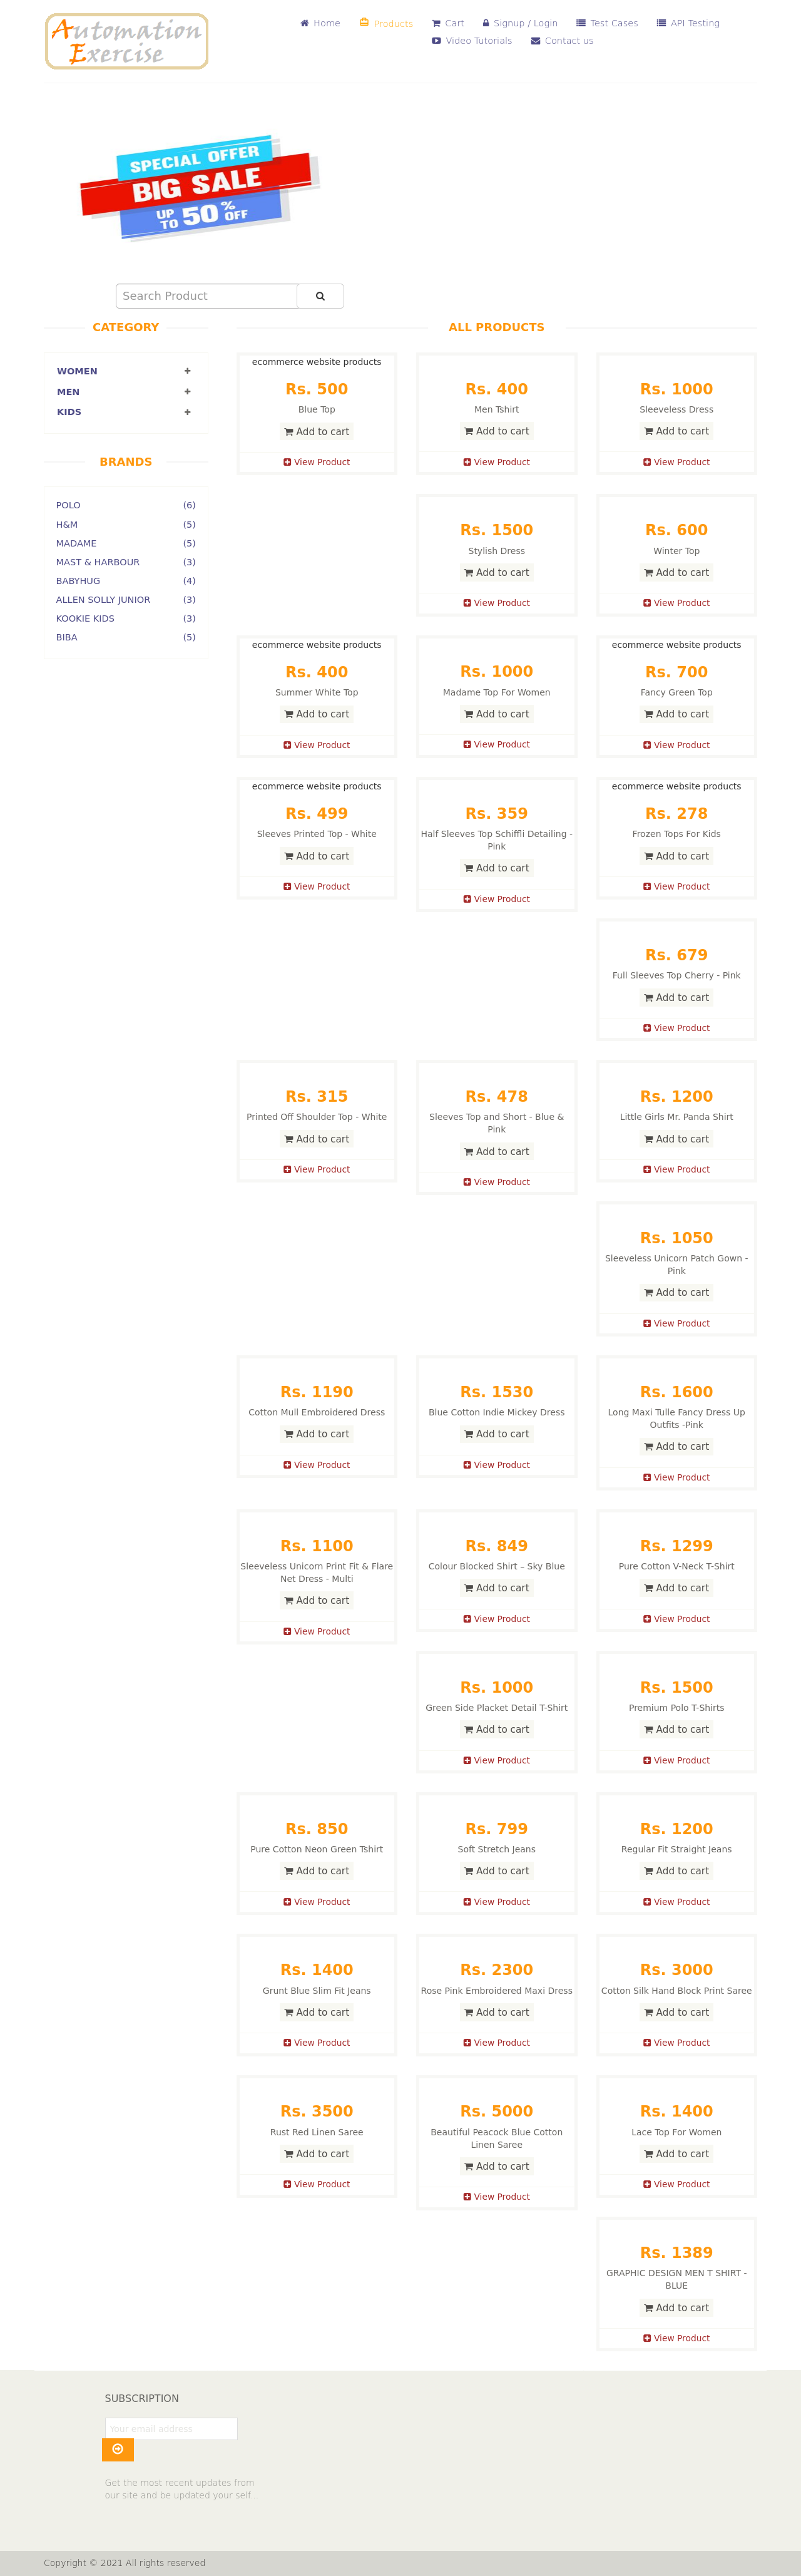 Automation
Exercise
Home
Products
Cart
Signup / Login
Test Cases
API Testing
Video Tutorials
Contact us
SPECIAL OFFER
BIG SALE
UP TO 50% OFF
Search Product
CATEGORY
WOMEN
MEN
KIDS
BRANDS
POLO (6)
H&M (5)
MADAME (5)
MAST & HARBOUR (3)
BABYHUG (4)
ALLEN SOLLY JUNIOR (3)
KOOKIE KIDS (3)
BIBA (5)
ALL PRODUCTS
ecommerce website products
Rs. 500
Blue Top
Add to cart
View Product
Rs. 400
Men Tshirt
Add to cart
View Product
Rs. 1000
Sleeveless Dress
Add to cart
View Product
Rs. 1500
Stylish Dress
Add to cart
View Product
Rs. 600
Winter Top
Add to cart
View Product
ecommerce website products
Rs. 400
Summer White Top
Add to cart
View Product
Rs. 1000
Madame Top For Women
Add to cart
View Product
ecommerce website products
Rs. 700
Fancy Green Top
Add to cart
View Product
ecommerce website products
Rs. 499
Sleeves Printed Top - White
Add to cart
View Product
Rs. 359
Half Sleeves Top Schiffli Detailing -
Pink
Add to cart
View Product
ecommerce website products
Rs. 278
Frozen Tops For Kids
Add to cart
View Product
Rs. 679
Full Sleeves Top Cherry - Pink
Add to cart
View Product
Rs. 315
Printed Off Shoulder Top - White
Add to cart
View Product
Rs. 478
Sleeves Top and Short - Blue &
Pink
Add to cart
View Product
Rs. 1200
Little Girls Mr. Panda Shirt
Add to cart
View Product
Rs. 1050
Sleeveless Unicorn Patch Gown -
Pink
Add to cart
View Product
Rs. 1190
Cotton Mull Embroidered Dress
Add to cart
View Product
Rs. 1530
Blue Cotton Indie Mickey Dress
Add to cart
View Product
Rs. 1600
Long Maxi Tulle Fancy Dress Up
Outfits -Pink
Add to cart
View Product
Rs. 1100
Sleeveless Unicorn Print Fit & Flare
Net Dress - Multi
Add to cart
View Product
Rs. 849
Colour Blocked Shirt – Sky Blue
Add to cart
View Product
Rs. 1299
Pure Cotton V-Neck T-Shirt
Add to cart
View Product
Rs. 1000
Green Side Placket Detail T-Shirt
Add to cart
View Product
Rs. 1500
Premium Polo T-Shirts
Add to cart
View Product
Rs. 850
Pure Cotton Neon Green Tshirt
Add to cart
View Product
Rs. 799
Soft Stretch Jeans
Add to cart
View Product
Rs. 1200
Regular Fit Straight Jeans
Add to cart
View Product
Rs. 1400
Grunt Blue Slim Fit Jeans
Add to cart
View Product
Rs. 2300
Rose Pink Embroidered Maxi Dress
Add to cart
View Product
Rs. 3000
Cotton Silk Hand Block Print Saree
Add to cart
View Product
Rs. 3500
Rust Red Linen Saree
Add to cart
View Product
Rs. 5000
Beautiful Peacock Blue Cotton
Linen Saree
Add to cart
View Product
Rs. 1400
Lace Top For Women
Add to cart
View Product
Rs. 1389
GRAPHIC DESIGN MEN T SHIRT -
BLUE
Add to cart
View Product
SUBSCRIPTION
Your email address
Get the most recent updates from
our site and be updated your self...
Copyright © 2021 All rights reserved